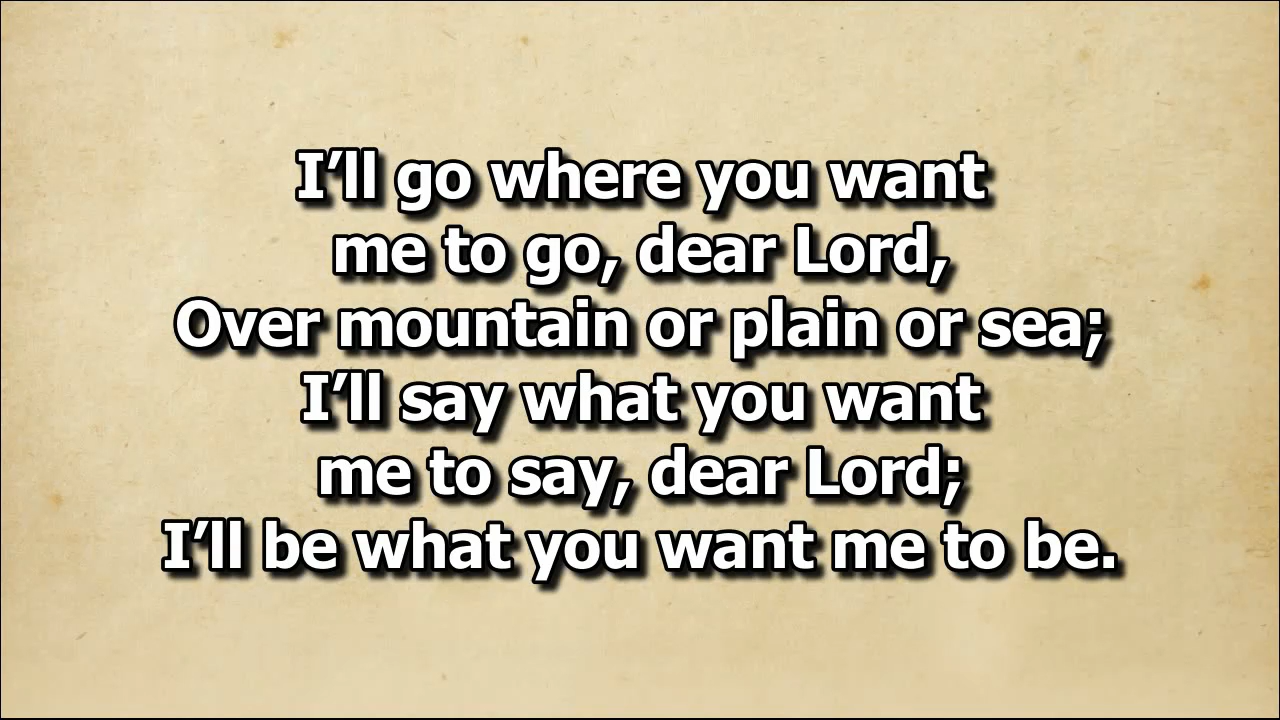 I’ll go where you want
me to go, dear Lord,
Over mountain or plain or sea;
I’ll say what you want
me to say, dear Lord;
I’ll be what you want me to be.